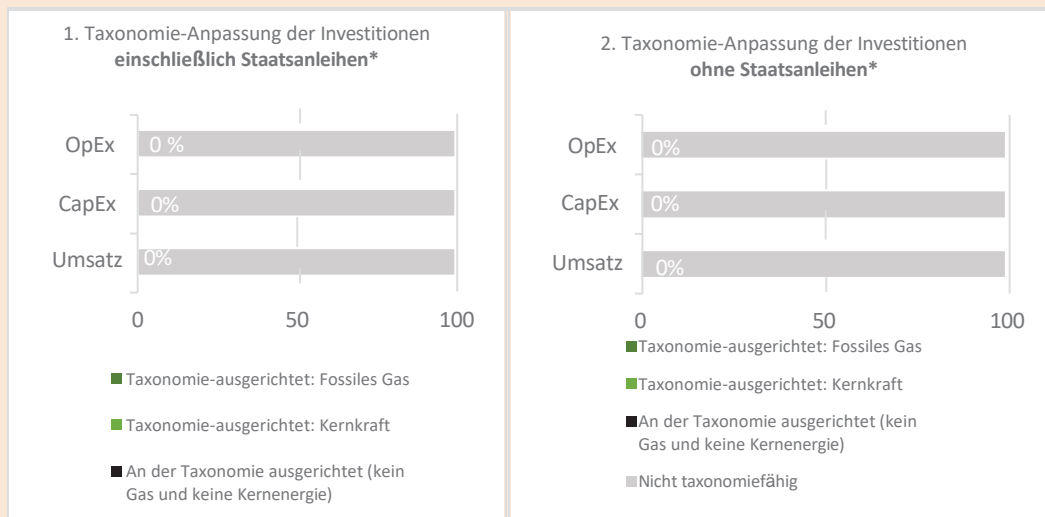 1. Taxonomie-Anpassung der Investitionen
einschließlich Staatsanleihen*
OpEx
0 %
CapEx
0%
Umsatz
0%
0
50
100
Taxonomie-ausgerichtet: Fossiles Gas
Taxonomie-ausgerichtet: Kernkraft
An der Taxonomie ausgerichtet (kein
Gas und keine Kernenergie)
2. Taxonomie-Anpassung der Investitionen
ohne Staatsanleihen*
OpEx
0%
CapEx
0%
Umsatz
0%
0
50
100
Taxonomie-ausgerichtet: Fossiles Gas
Taxonomie-ausgerichtet: Kernkraft
An der Taxonomie ausgerichtet (kein
Gas und keine Kernenergie)
Nicht taxonomiefähig